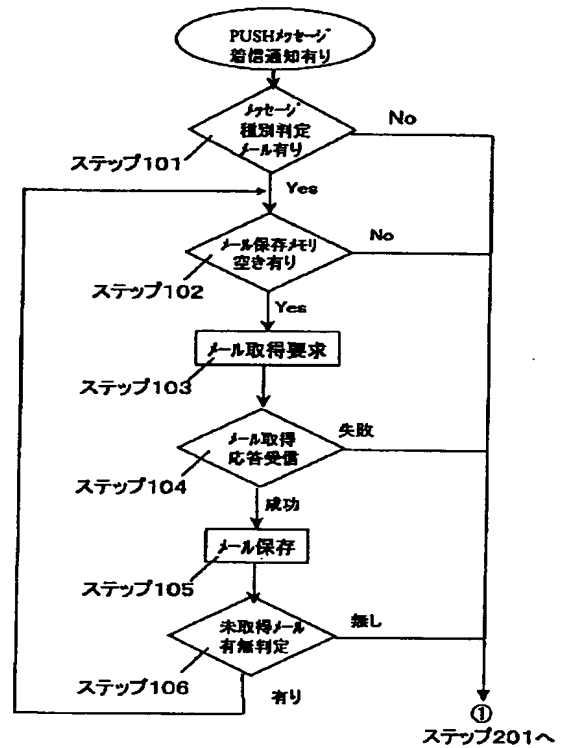 PUSHﾒｯｾｰｼﾞ
着信通知有り
ﾒｯｾｰｼﾞ
種別判定
ﾒｰﾙ有り
No
ステップ101
Yes
ﾒｰﾙ保存ﾒﾓﾘ
空き有り
No
ステップ102
Yes
ﾒｰﾙ取得要求
ステップ103
ﾒｰﾙ取得
応答受信
失敗
ステップ104
成功
ﾒｰﾙ保存
ステップ105
未取得ﾒｰﾙ
有無判定
無し
ステップ106
有り
①
ステップ201へ